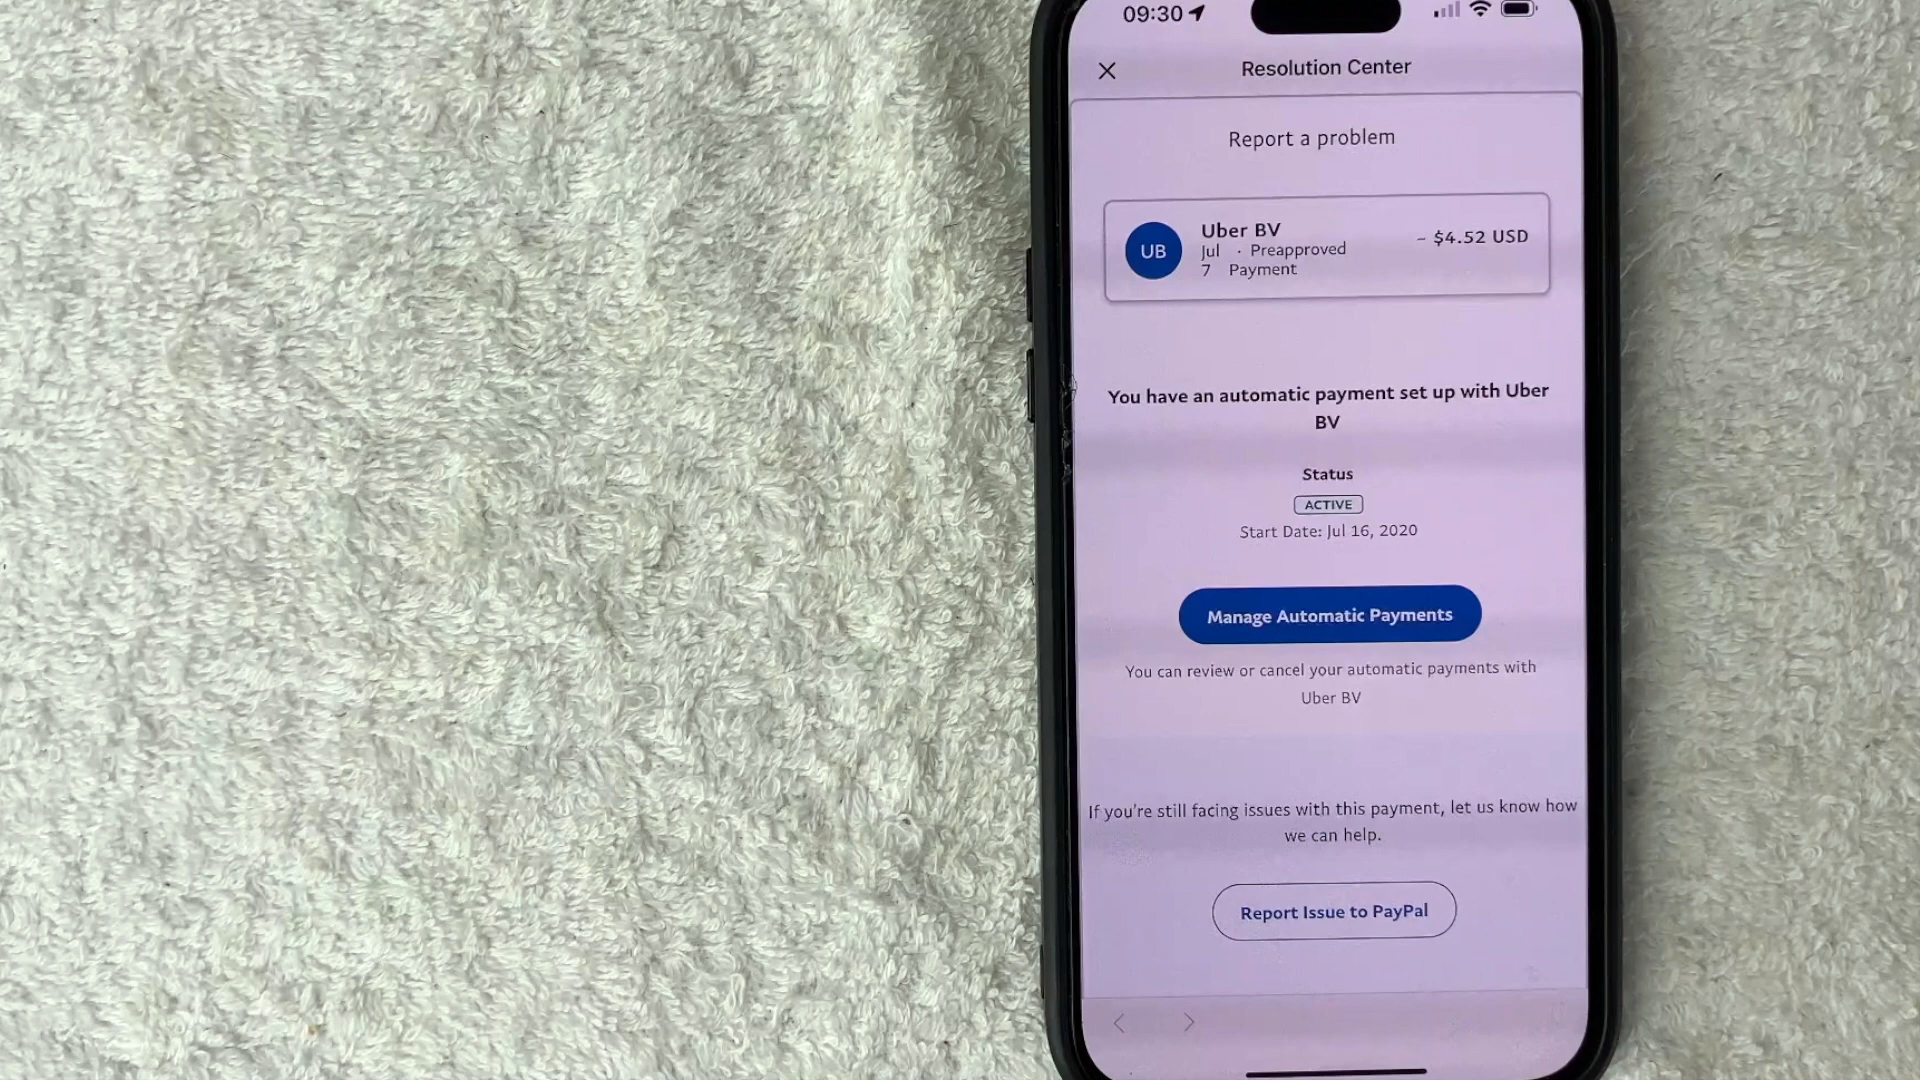 09:30
Resolution Center
Report a problem
UB
Uber BV
Jul · Preapproved
7 Payment
- $4.52 USD
You have an automatic payment set up with Uber
BV
Status
ACTIVE
Start Date: Jul 16, 2020
Manage Automatic Payments
You can review or cancel your automatic payments with
Uber BV
If you're still facing issues with this payment, let us know how
we can help.
Report Issue to PayPal